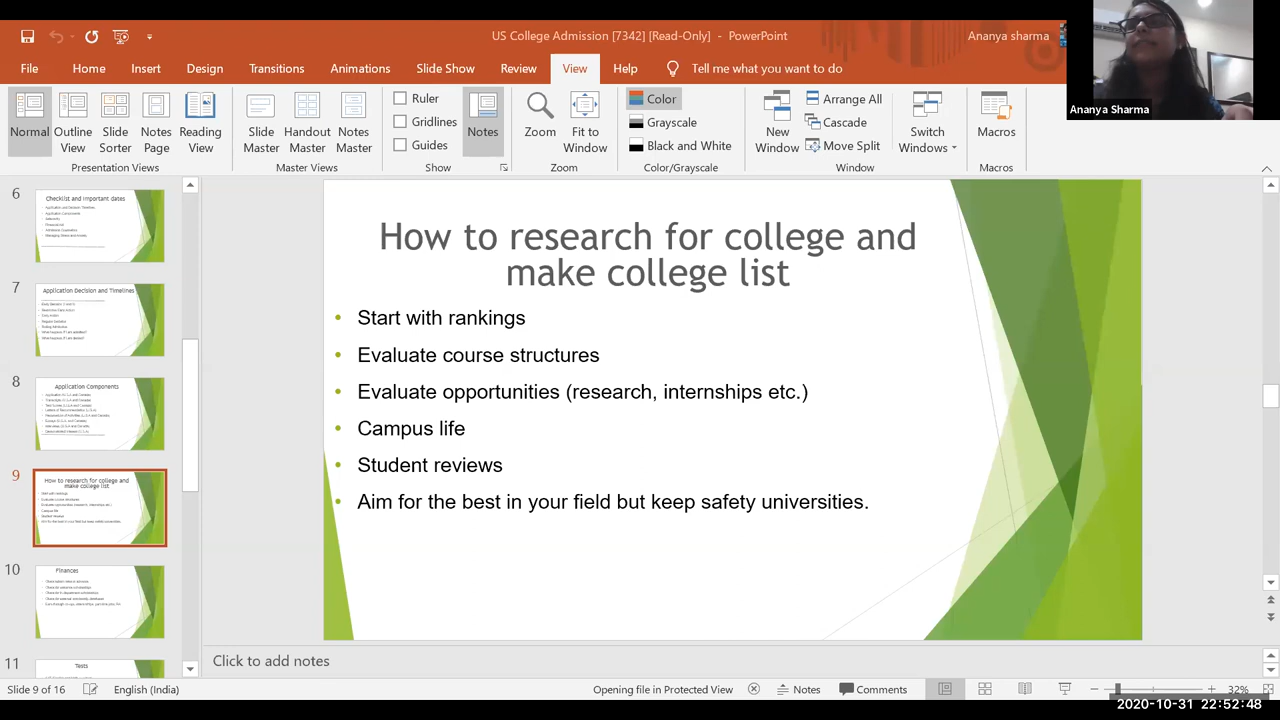 US College Admission [7342] [Read-Only] - PowerPoint
Ananya sharma
File Home Insert Design Transitions Animations Slide Show Review View Help Tell me what you want to do
Normal
Outline View
Slide Sorter
Notes Page
Reading View
Presentation Views
Slide Master
Handout Master
Notes Master
Master Views
Ruler
Gridlines
Guides
Show
Notes
Zoom
Fit to Window
Zoom
Color
Grayscale
Black and White
Color/Grayscale
New Window
Arrange All
Cascade
Move Split
Window
Switch Windows
Macros
Macros
Ananya Sharma
6
Checklist and Important dates
7
Application Decision and Timelines
8
Application Components
9
How to research for college and
make college list
10
Finances
11
Tests
How to research for college and
make college list
• Start with rankings
• Evaluate course structures
• Evaluate opportunities (research, internships etc.)
• Campus life
• Student reviews
• Aim for the best in your field but keep safety universities.
Click to add notes
Slide 9 of 16 English (India) Opening file in Protected View Notes Comments 32%
2020-10-31 22:52:48